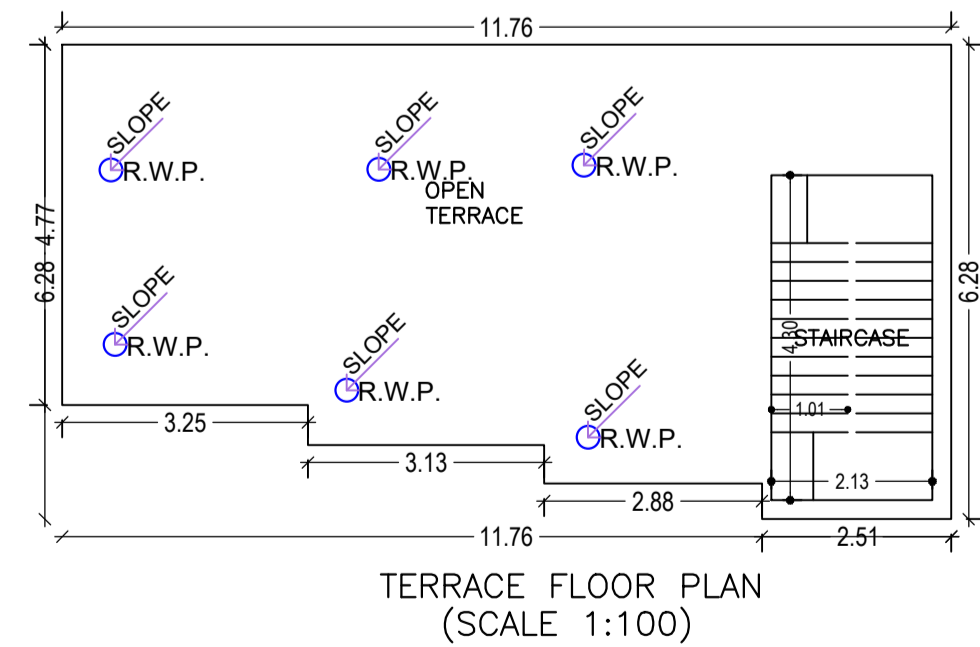 11.76
SLOPE
SLOPE
SLOPE
R.W.P.
R.W.P.
R.W.P.
OPEN
TERRACE
4.77
6.28
6.28
SLOPE
R.W.P.
SLOPE
R.W.P.
SLOPE
R.W.P.
4.30
STAIRCASE
1.01
2.13
3.25
3.13
2.88
11.76
2.51
TERRACE FLOOR PLAN
(SCALE 1:100)